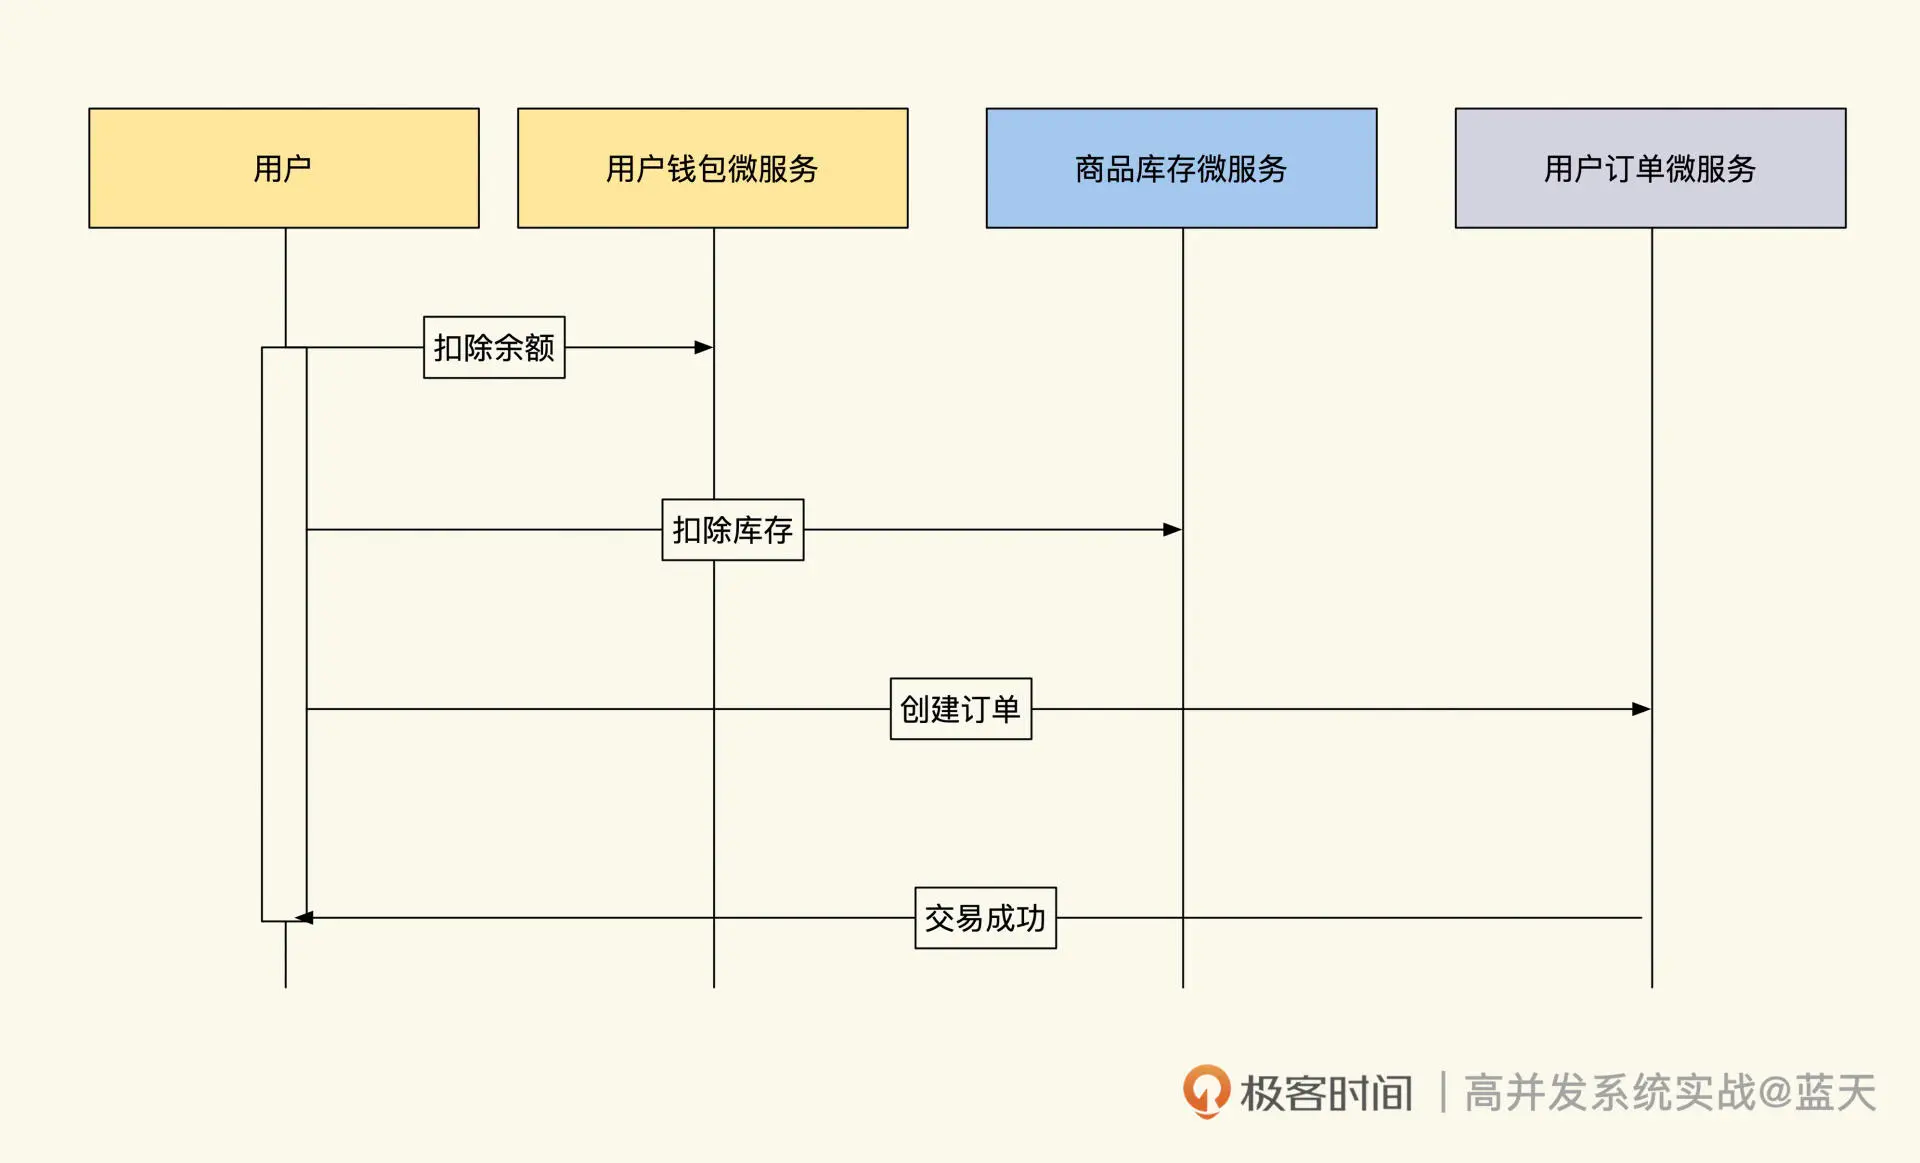 用户
用户钱包微服务
商品库存微服务
用户订单微服务
扣除余额
扣除库存
创建订单
交易成功
极客时间 | 高并发系统实战@蓝天